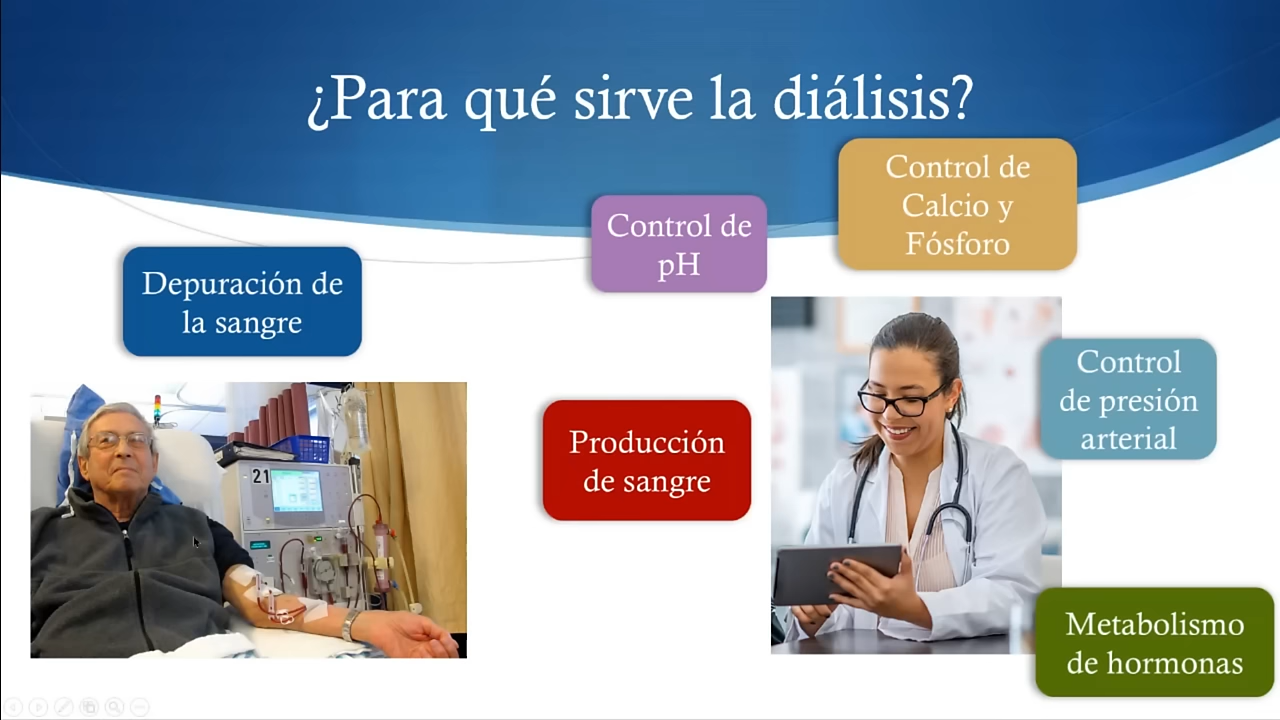 ¿Para qué sirve la diálisis?
Control de
Calcio y
Fósforo
Control de
pH
Depuración de
la sangre
Control
de presión
arterial
Producción
de sangre
21
Metabolismo
de hormonas